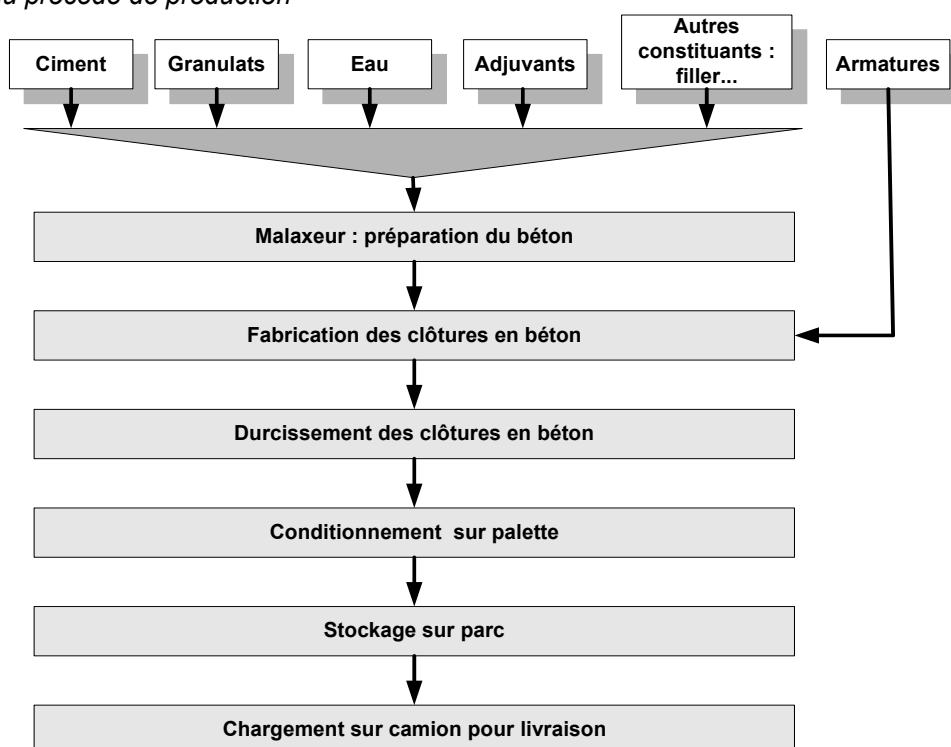 du procédé de production
Ciment
Granulats
Eau
Adjuvants
Autres
constituants :
filler...
Armatures
Malaxeur : préparation du béton
Fabrication des clôtures en béton
Durcissement des clôtures en béton
Conditionnement sur palette
Stockage sur parc
Chargement sur camion pour livraison